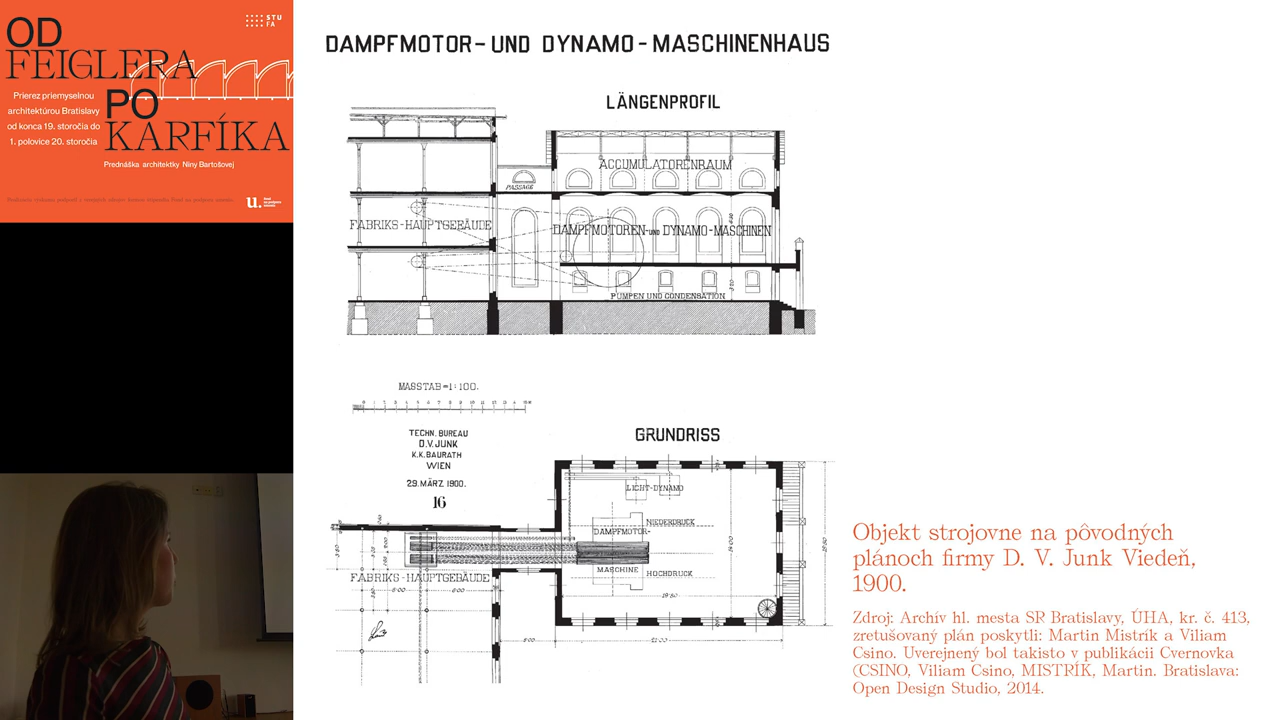 OD
FEIGLERA
Prierez priemyselnou
architektúrou Bratislavy
od konca 19. storočia do
1. polovice 20. storočia
PO
KARFÍKA
Prednáška architektky Niny Bartošovej
STU
FA
u.
DAMPFMOTOR-UND DYNAMO-MASCHINENHAUS
LÄNGENPROFIL
ACCUMULATORENRAUM
PASSAGE
FABRIKS-HAUPTGEBÄUDE
DAMPFMOTOREN-UND DYNAMO-MASCHINEN
PUMPEN UND CONDENSATION
MASSTAB=1:100.
TECHN. BUREAU
D.V. JUNK
K.K. BAURATH
WIEN
29. MÄRZ. 1900.
16
GRUNDRISS
LICHT-DYNAMO
NIEDERDRUCK
DAMPFMOTOR-
MASCHINE
HOCHDRUCK
FABRIKS-HAUPTGEBÄUDE
Objekt strojovne na pôvodných
plánoch firmy D. V. Junk Viedeň,
1900.
Zdroj: Archív hl. mesta SR Bratislavy, ÚHA, kr. č. 413,
zretušovaný plán poskytli: Martin Mistrík a Viliam
Csino. Uverejnený bol takisto v publikácii Cvernovka
(CSINO, Viliam Csino, MISTRÍK, Martin. Bratislava:
Open Design Studio, 2014.